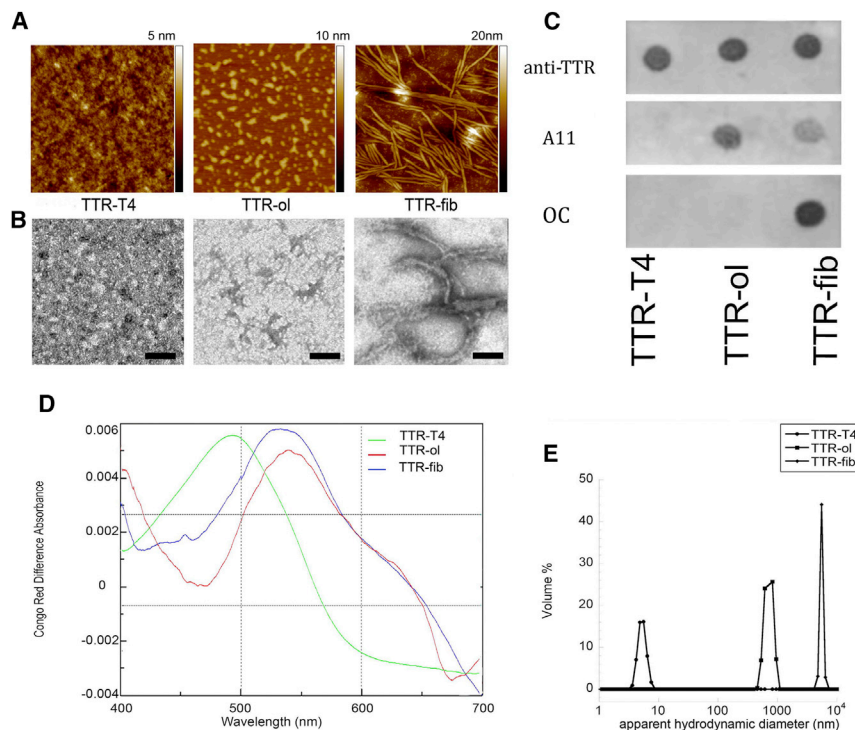 A
5 nm
10 nm
20nm
TTR-T4
TTR-ol
TTR-fib
B
C
anti-TTR
A11
OC
TTR-T4
TTR-ol
TTR-fib
D
0.006
0.004
0.002
0
-0.002
-0.004
Congo Red Difference Absorbance
TTR-T4
TTR-ol
TTR-fib
400
500
600
700
Wavelength (nm)
E
TTR-T4
TTR-ol
TTR-fib
50
40
30
20
10
0
Volume %
1
10
100
1000
10⁴
apparent hydrodynamic diameter (nm)